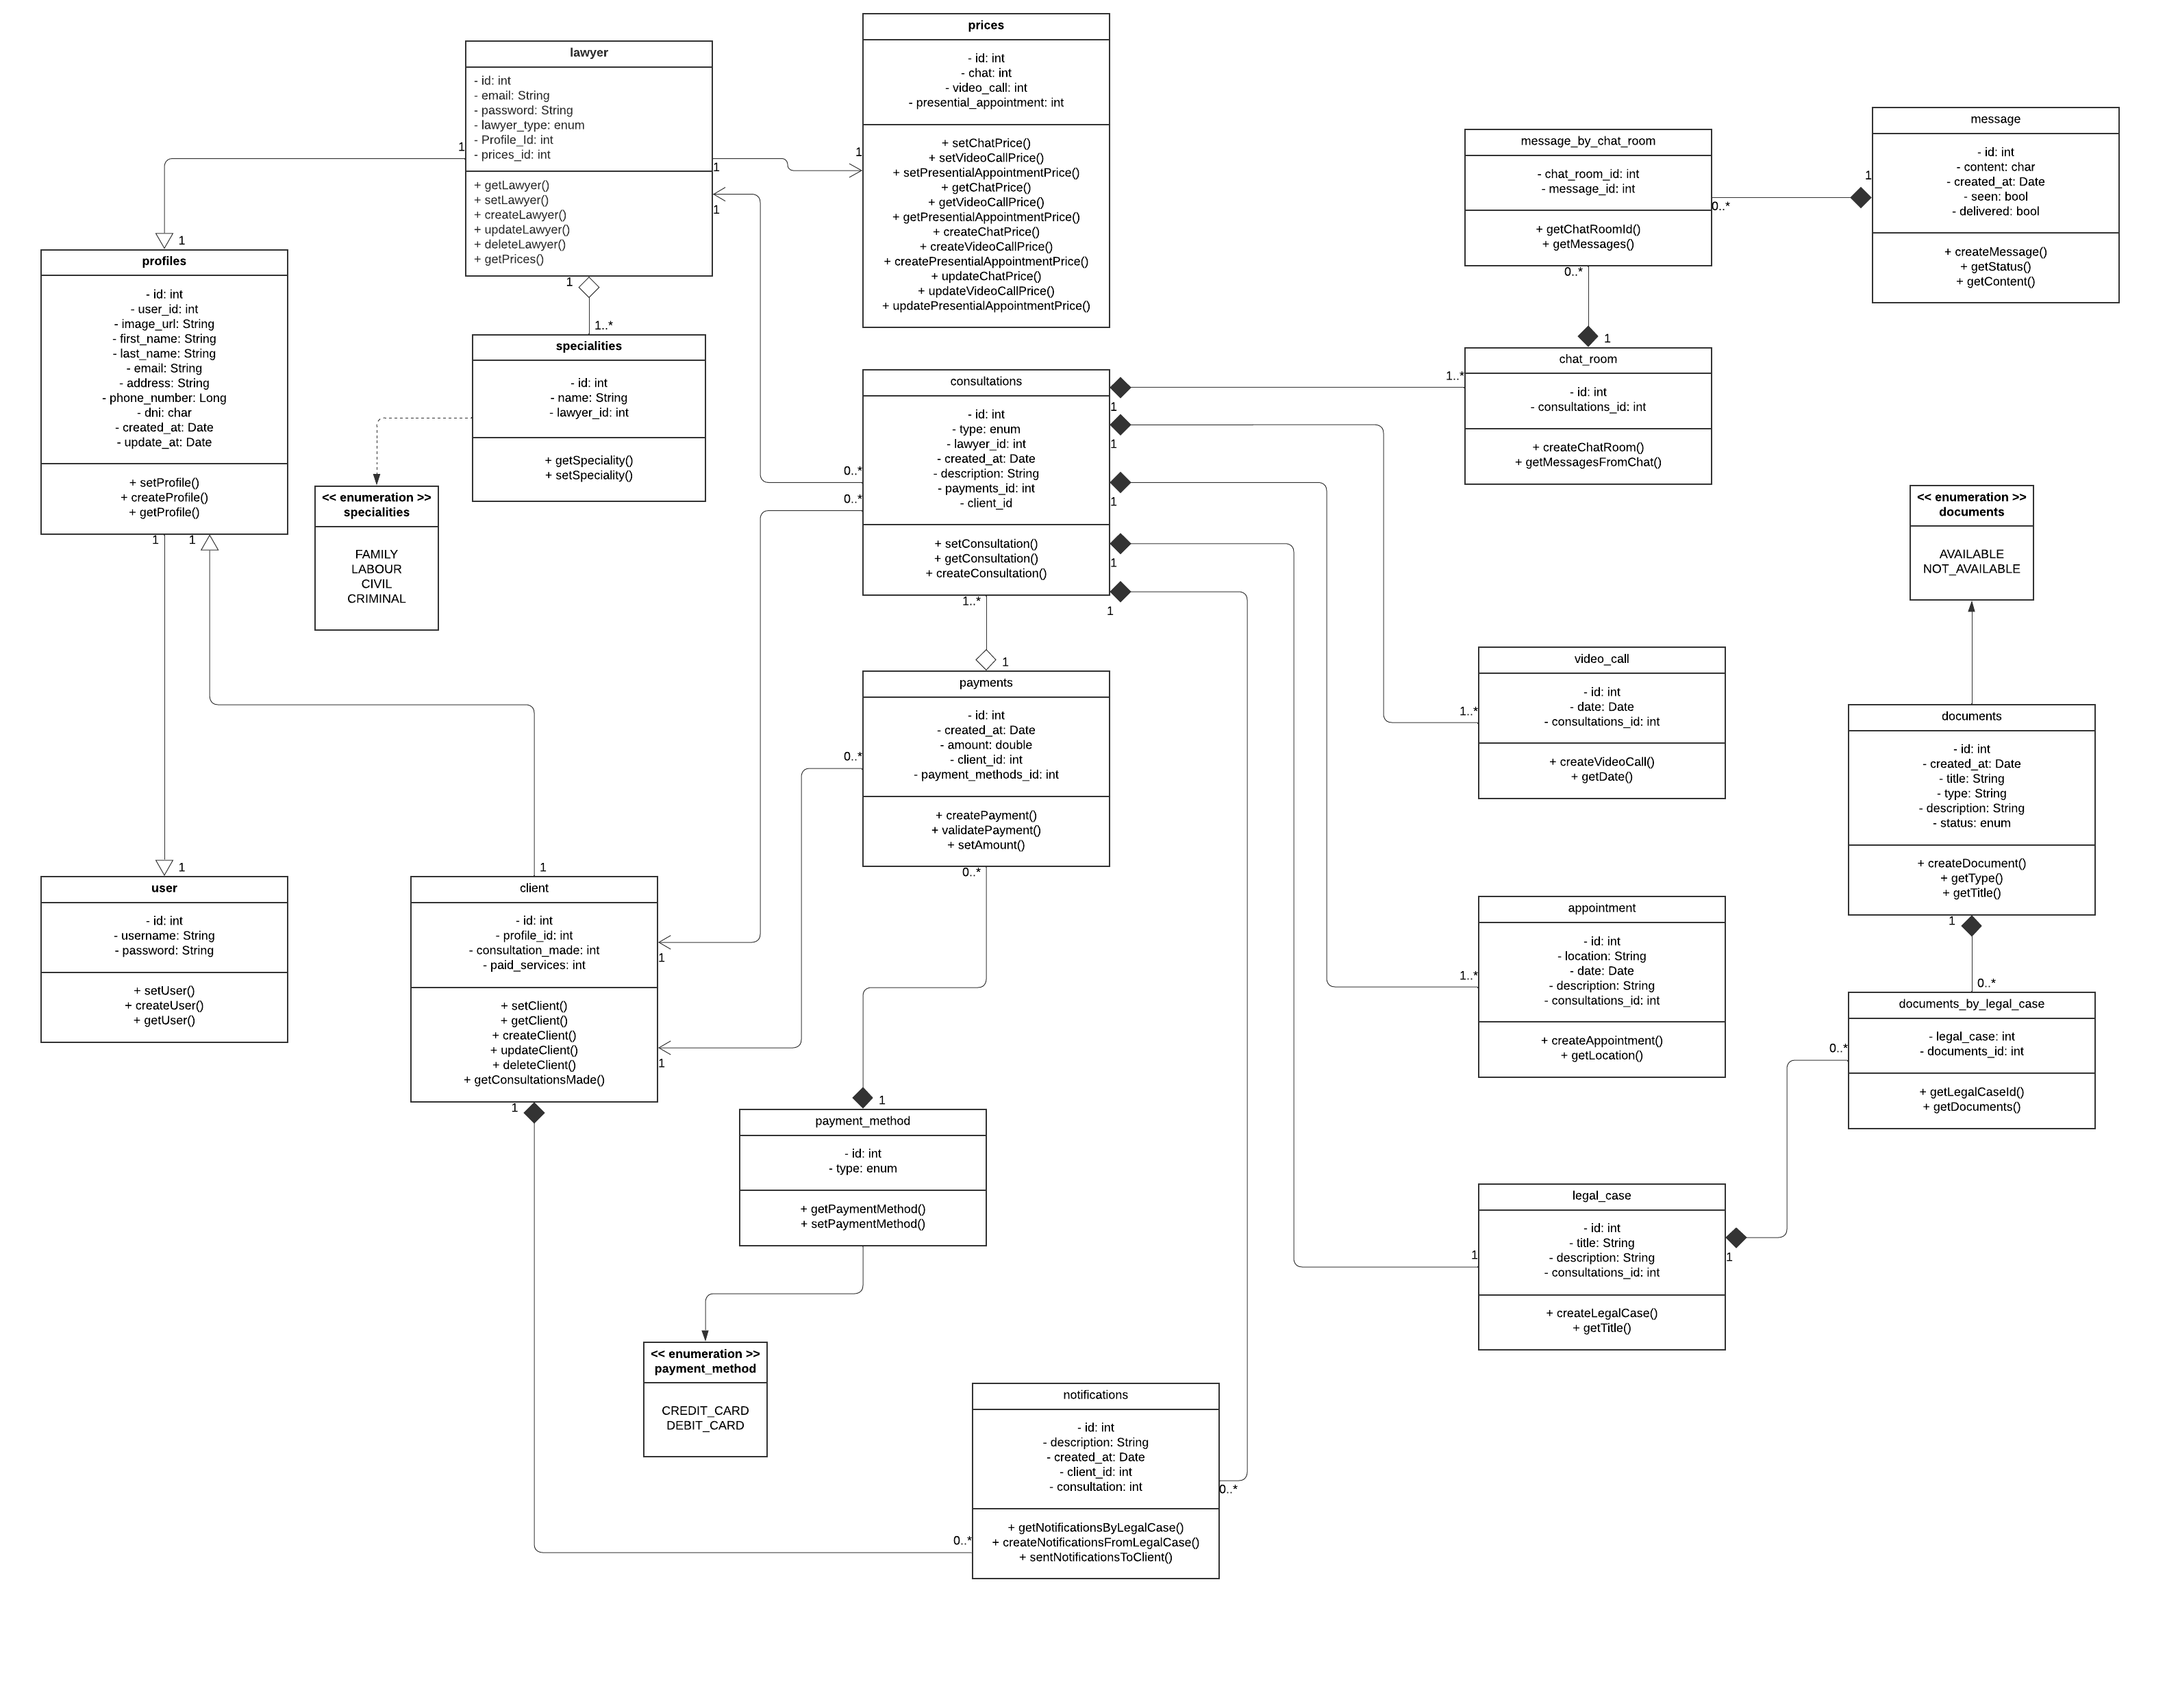 prices
- id: int
- chat: int
- video_call: int
- presential_appointment: int
+ setChatPrice()
+ setVideoCallPrice()
+ setPresentialAppointmentPrice()
+ getChatPrice()
+ getVideoCallPrice()
+ getPresentialAppointmentPrice()
+ createChatPrice()
+ createVideoCallPrice()
+ createPresentialAppointmentPrice()
+ updateChatPrice()
+ updateVideoCallPrice()
+ updatePresentialAppointmentPrice()
1
lawyer
- id: int
- email: String
- password: String
- lawyer_type: enum
- Profile_Id: int
- prices_id: int
+ getLawyer()
+ setLawyer()
+ createLawyer()
+ updateLawyer()
+ deleteLawyer()
+ getPrices()
1
1
1
1
message
- id: int
- content: char
- created_at: Date
- seen: bool
- delivered: bool
+ createMessage()
+ getStatus()
+ getContent()
1
message_by_chat_room
- chat_room_id: int
- message_id: int
+ getChatRoomId()
+ getMessages()
0..*
0..*
1
profiles
- id: int
- user_id: int
- image_url: String
- first_name: String
- last_name: String
- email: String
- address: String
- phone_number: Long
- dni: char
- created_at: Date
- update_at: Date
+ setProfile()
+ createProfile()
+ getProfile()
1
1
1..*
specialities
- id: int
- name: String
- lawyer_id: int
+ getSpeciality()
+ setSpeciality()
<< enumeration >>
specialities
FAMILY
LABOUR
CIVIL
CRIMINAL
consultations
- id: int
- type: enum
- lawyer_id: int
- created_at: Date
- description: String
- payments_id: int
- client_id
+ setConsultation()
+ getConsultation()
+ createConsultation()
0..*
0..*
1
1
1
1
1
1..*
1
chat_room
- id: int
- consultations_id: int
+ createChatRoom()
+ getMessagesFromChat()
1..*
<< enumeration >>
documents
AVAILABLE
NOT_AVAILABLE
1
payments
- id: int
- created_at: Date
- amount: double
- client_id: int
- payment_methods_id: int
+ createPayment()
+ validatePayment()
+ setAmount()
0..*
0..*
video_call
- id: int
- date: Date
- consultations_id: int
+ createVideoCall()
+ getDate()
1..*
documents
- id: int
- created_at: Date
- title: String
- type: String
- description: String
- status: enum
+ createDocument()
+ getType()
+ getTitle()
1
1
user
- id: int
- username: String
- password: String
+ setUser()
+ createUser()
+ getUser()
1
client
- id: int
- profile_id: int
- consultation_made: int
- paid_services: int
+ setClient()
+ getClient()
+ createClient()
+ updateClient()
+ deleteClient()
+ getConsultationsMade()
1
1
1
appointment
- id: int
- location: String
- date: Date
- description: String
- consultations_id: int
+ createAppointment()
+ getLocation()
1..*
0..*
documents_by_legal_case
- legal_case: int
- documents_id: int
+ getLegalCaseId()
+ getDocuments()
0..*
1
payment_method
- id: int
- type: enum
+ getPaymentMethod()
+ setPaymentMethod()
legal_case
- id: int
- title: String
- description: String
- consultations_id: int
+ createLegalCase()
+ getTitle()
1
1
<< enumeration >>
payment_method
CREDIT_CARD
DEBIT_CARD
notifications
- id: int
- description: String
- created_at: Date
- client_id: int
- consultation: int
+ getNotificationsByLegalCase()
+ createNotificationsFromLegalCase()
+ sentNotificationsToClient()
0..*
0..*